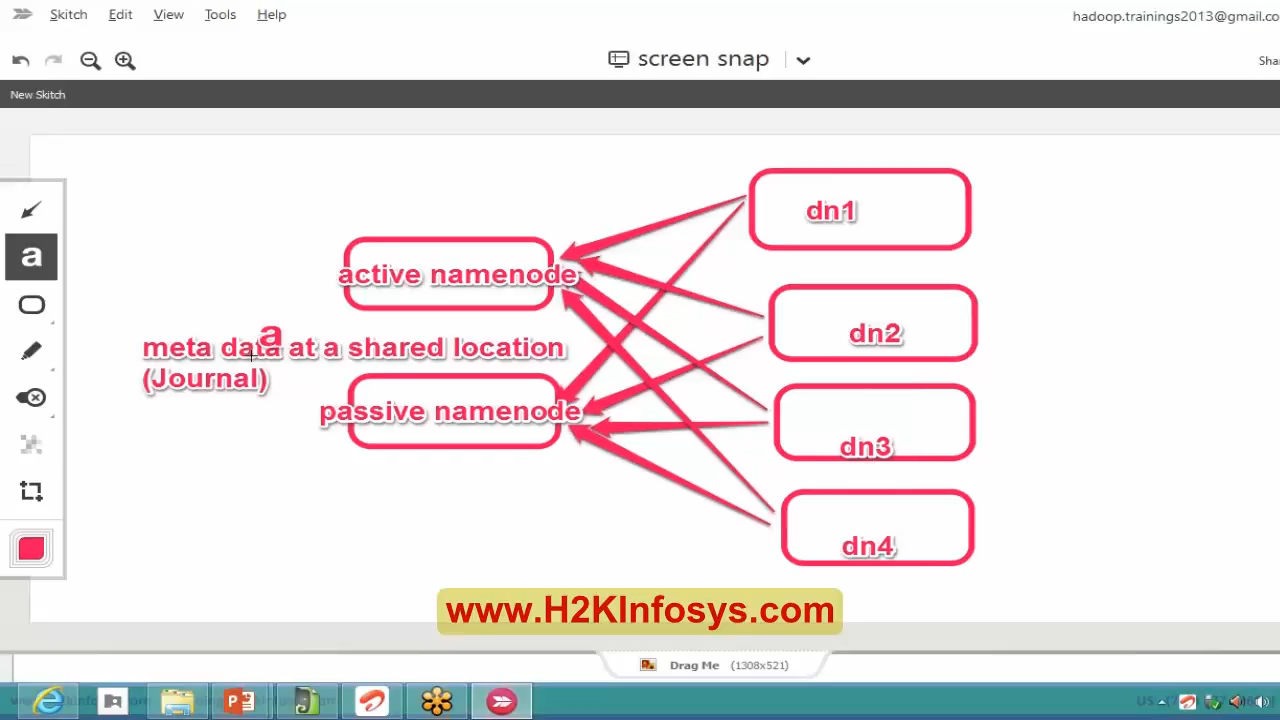 Skitch Edit View Tools Help
hadoop.trainings2013@gmail.co
screen snap
Sha
New Skitch
a
dn1
active namenode
dn2
a
meta data at a shared location
(Journal)
passive namenode
dn3
dn4
www.H2KInfosys.com
Drag Me (1308x521)